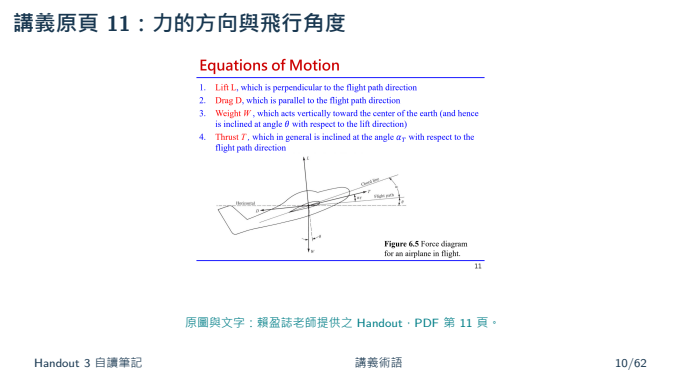 講義原頁 11：力的方向與飛行角度
Equations of Motion
1. Lift L, which is perpendicular to the flight path direction
2. Drag D, which is parallel to the flight path direction
3. Weight W, which acts vertically toward the center of the earth (and hence
is inclined at angle θ with respect to the lift direction)
4. Thrust T, which in general is inclined at the angle α_T with respect to the
flight path direction
L
Chord line
T
Flight path
Horizontal
D
W
Figure 6.5 Force diagram
for an airplane in flight.
11
原圖與文字：賴盈誌老師提供之 Handout，PDF 第 11 頁。
Handout 3 自讀筆記
講義術語
10/62